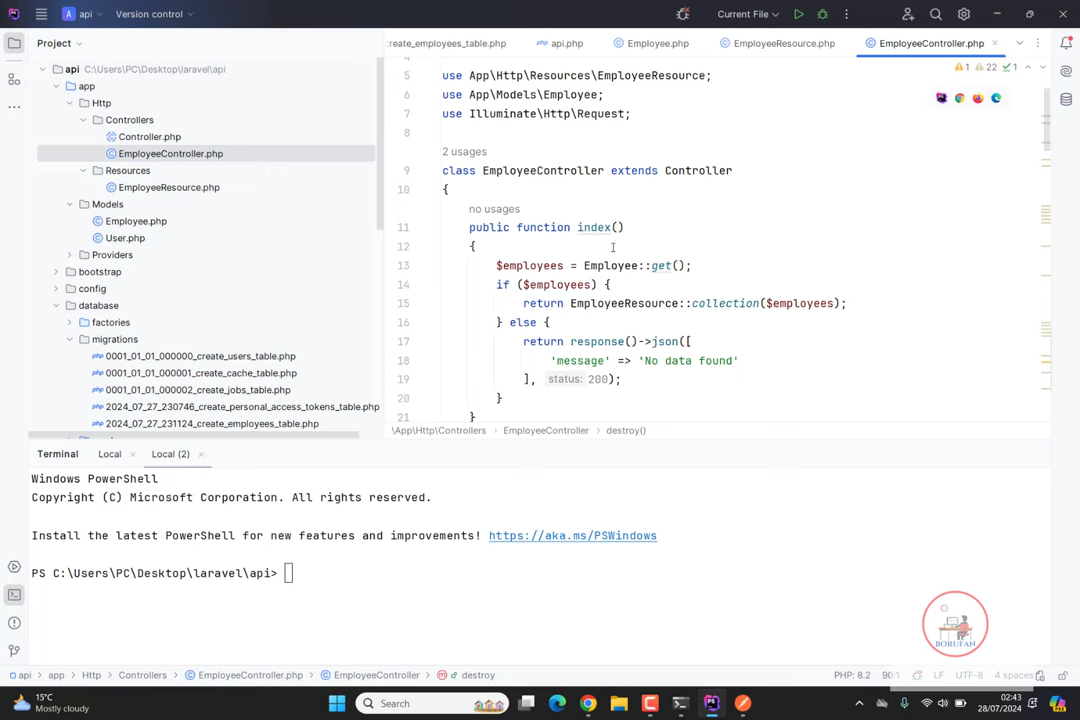 api
Version control
Current File
Project
create_employees_table.php
api.php
Employee.php
EmployeeResource.php
EmployeeController.php
api C:\Users\PC\Desktop\laravel\api
app
Http
Controllers
Controller.php
EmployeeController.php
Resources
EmployeeResource.php
Models
Employee.php
User.php
Providers
bootstrap
config
database
factories
migrations
0001_01_01_000000_create_users_table.php
0001_01_01_000001_create_cache_table.php
0001_01_01_000002_create_jobs_table.php
2024_07_27_230746_create_personal_access_tokens_table.php
2024_07_27_231124_create_employees_table.php
1 22 1
5 use App\Http\Resources\EmployeeResource;
6 use App\Models\Employee;
7 use Illuminate\Http\Request;
8
2 usages
9 class EmployeeController extends Controller
10 {
no usages
11 public function index()
12 {
13 $employees = Employee::get();
14 if ($employees) {
15 return EmployeeResource::collection($employees);
16 } else {
17 return response()->json([
18 'message' => 'No data found'
19 ], status: 200);
20 }
21 }
\App\Http\Controllers EmployeeController destroy()
Terminal Local Local (2)
Windows PowerShell
Copyright (C) Microsoft Corporation. All rights reserved.
Install the latest PowerShell for new features and improvements! https://aka.ms/PSWindows
PS C:\Users\PC\Desktop\laravel\api>
BORUFAN
api app Http Controllers EmployeeController.php EmployeeController destroy
PHP: 8.2 90:1 LF UTF-8 4 spaces
15°C
Mostly cloudy
Search
02:43
28/07/2024